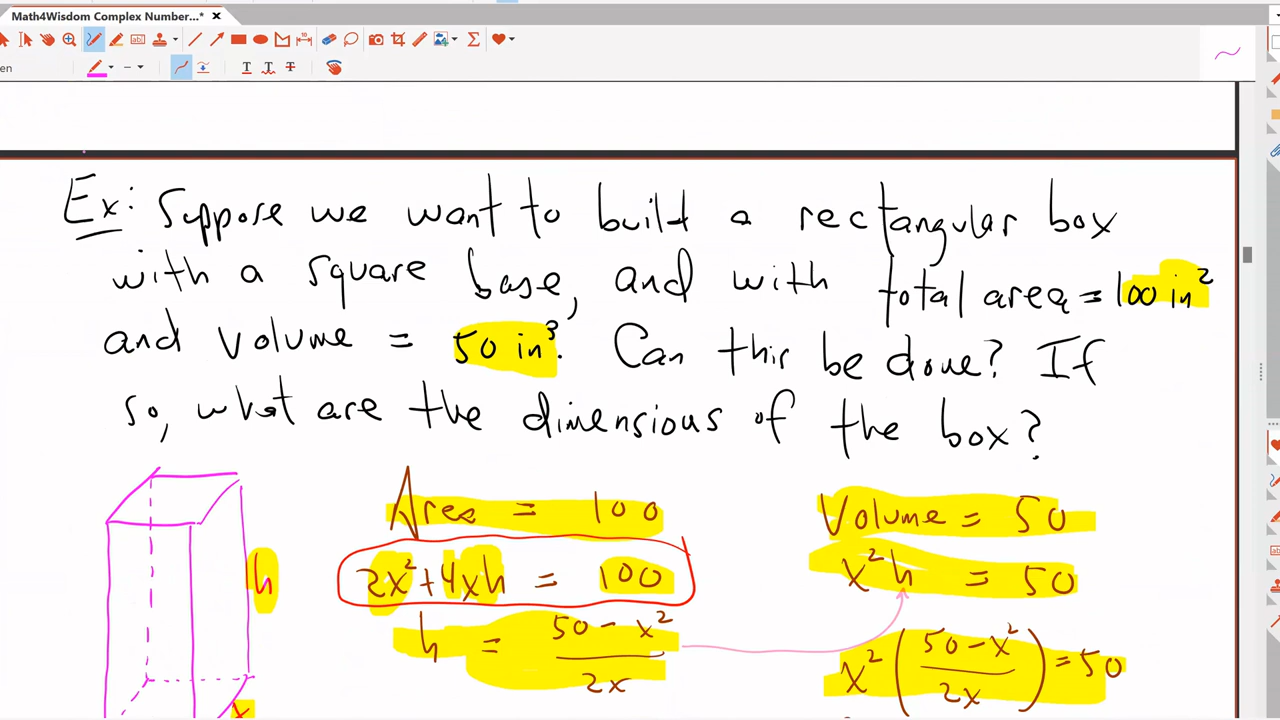 Math4Wisdom Complex Number...*
en
Ex: Suppose we want to build a rectangular box
with a square base, and with total area = 100 in²
and volume = 50 in³. Can this be done? If
so, what are the dimensions of the box?
Area = 100
Volume = 50
h
2x²+4xh = 100
x²h = 50
h = (50-x²)/2x
x²((50-x²)/2x)=50
x